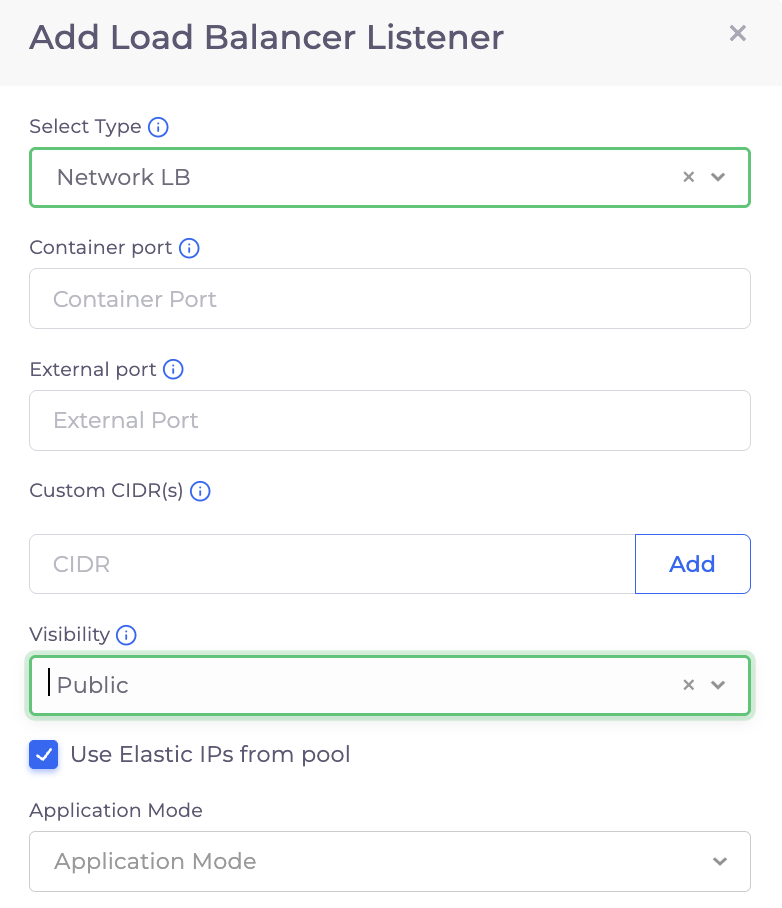 Add Load Balancer Listener
Select Type
Network LB
Container port
Container Port
External port
External Port
Custom CIDR(s)
CIDR
Add
Visibility
Public
Use Elastic IPs from pool
Application Mode
Application Mode